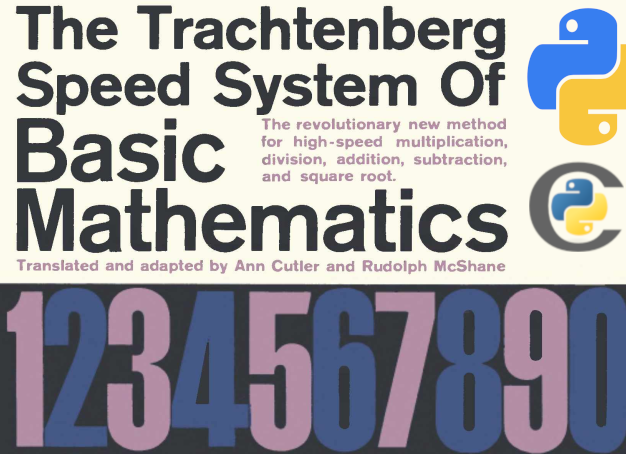 The Trachtenberg
Speed System Of
Basic
The revolutionary new method
for high-speed multiplication,
division, addition, subtraction,
and square root.
Mathematics
Translated and adapted by Ann Cutler and Rudolph McShane
1234567890